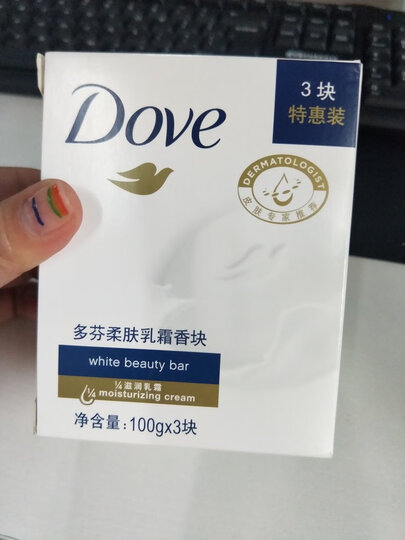 Dove
3块
特惠装
DERMATOLOGIST
皮肤专家推荐
多芬柔肤乳霜香块
white beauty bar
¼滋润乳霜
¼ moisturizing cream
净含量:100gx3块